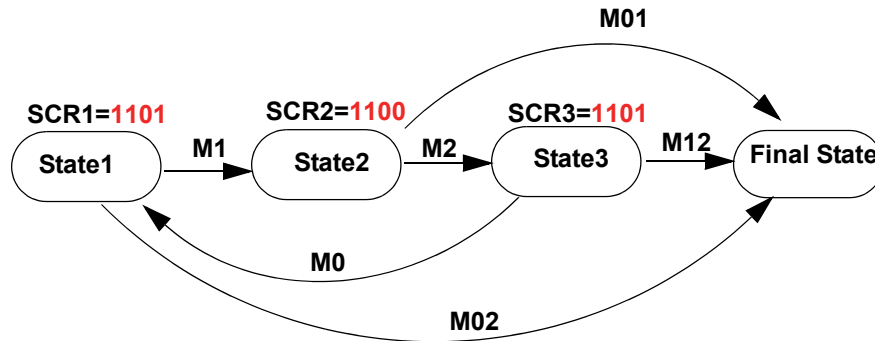 M01
SCR1=1101
SCR2=1100
SCR3=1101
State1
M1
State2
M2
State3
M12
Final State
M0
M02